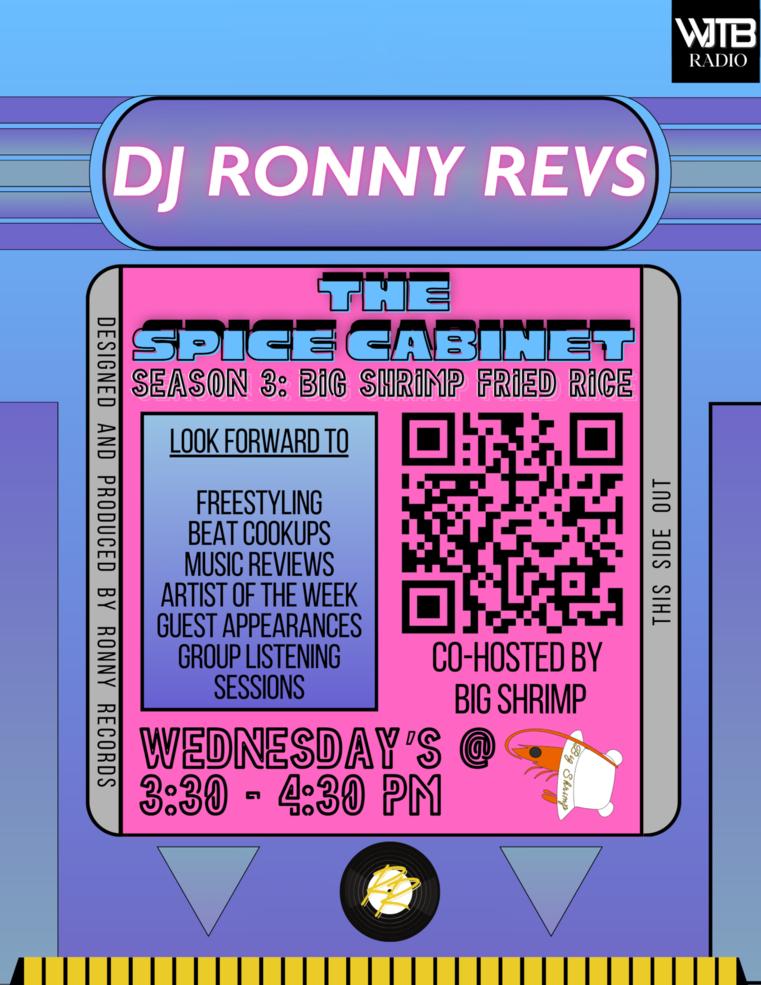 WJTB
RADIO
DJ RONNY REVS
THE
SPICE CABINET
SEASON 3: BiG SHRiMP FRiED RiCE
DESIGNED AND PRODUCED BY RONNY RECORDS
LOOK FORWARD TO
FREESTYLING
BEAT COOKUPS
MUSIC REVIEWS
ARTIST OF THE WEEK
GUEST APPEARANCES
GROUP LISTENING
SESSIONS
CO-HOSTED BY
BIG SHRIMP
THIS SIDE OUT
WEDNESDAY'S @
3:30 - 4:30 PM
Big Shrimp
RR